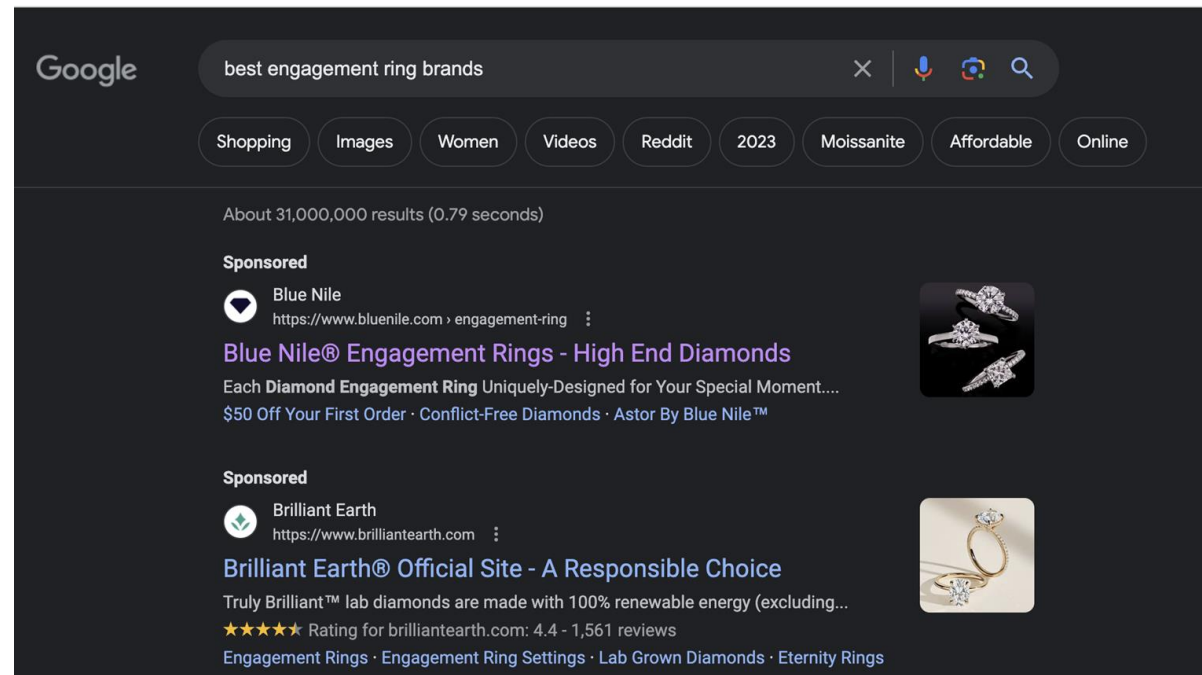 Google
best engagement ring brands
Shopping Images Women Videos Reddit 2023 Moissanite Affordable Online
About 31,000,000 results (0.79 seconds)
Sponsored
Blue Nile
https://www.bluenile.com › engagement-ring
Blue Nile® Engagement Rings - High End Diamonds
Each Diamond Engagement Ring Uniquely-Designed for Your Special Moment....
$50 Off Your First Order · Conflict-Free Diamonds · Astor By Blue Nile™
Sponsored
Brilliant Earth
https://www.brilliantearth.com
Brilliant Earth® Official Site - A Responsible Choice
Truly Brilliant™ lab diamonds are made with 100% renewable energy (excluding...
Rating for brilliantearth.com: 4.4 - 1,561 reviews
Engagement Rings · Engagement Ring Settings · Lab Grown Diamonds · Eternity Rings